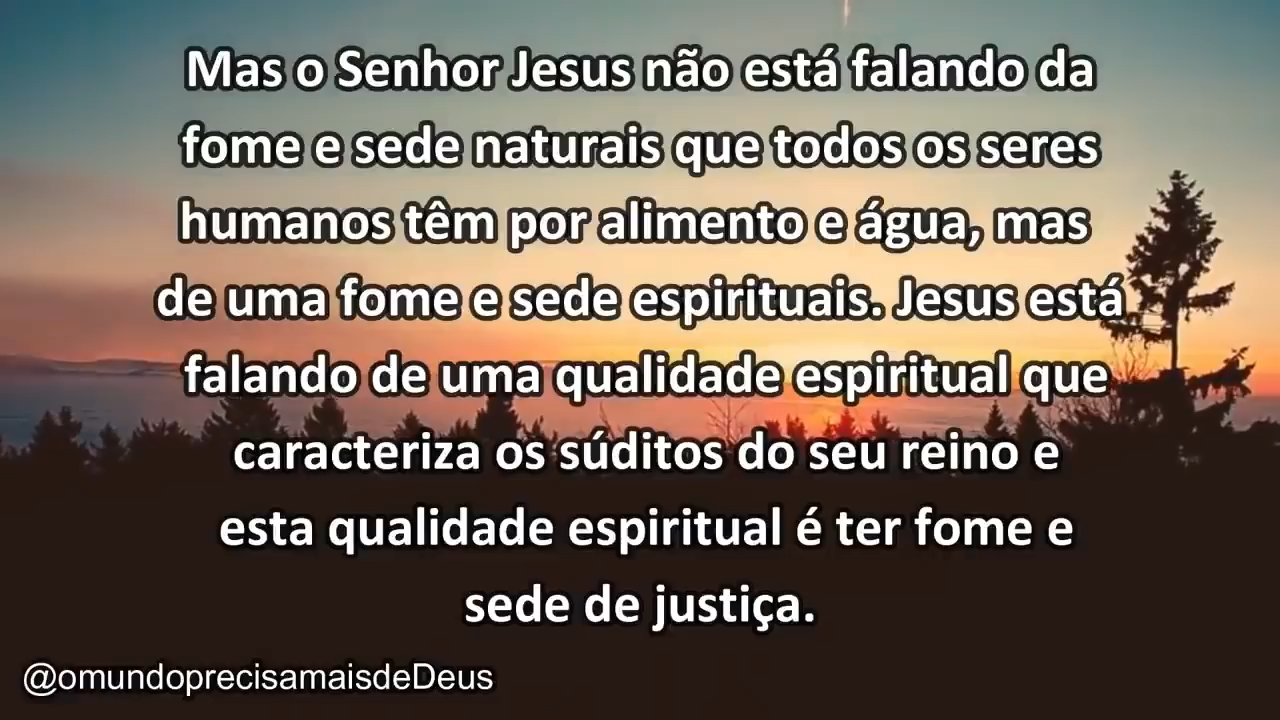 Mas o Senhor Jesus não está falando da
fome e sede naturais que todos os seres
humanos têm por alimento e água, mas
de uma fome e sede espirituais. Jesus está
falando de uma qualidade espiritual que
caracteriza os súditos do seu reino e
esta qualidade espiritual é ter fome e
sede de justiça.
@omundoprecisamaisdeDeus